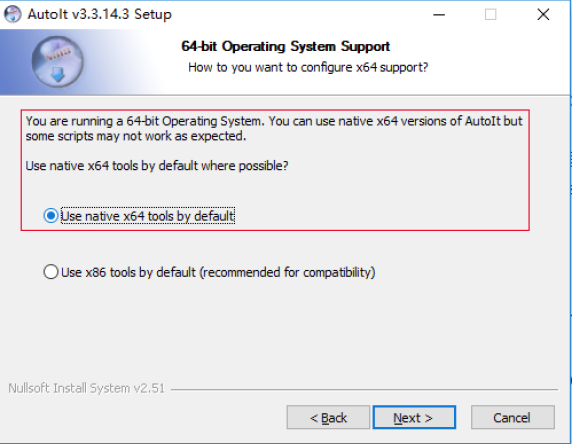 AutoIt v3.3.14.3 Setup
64-bit Operating System Support
How to you want to configure x64 support?
You are running a 64-bit Operating System. You can use native x64 versions of AutoIt but
some scripts may not work as expected.
Use native x64 tools by default where possible?
Use native x64 tools by default
Use x86 tools by default (recommended for compatibility)
Nullsoft Install System v2.51
< Back
Next >
Cancel